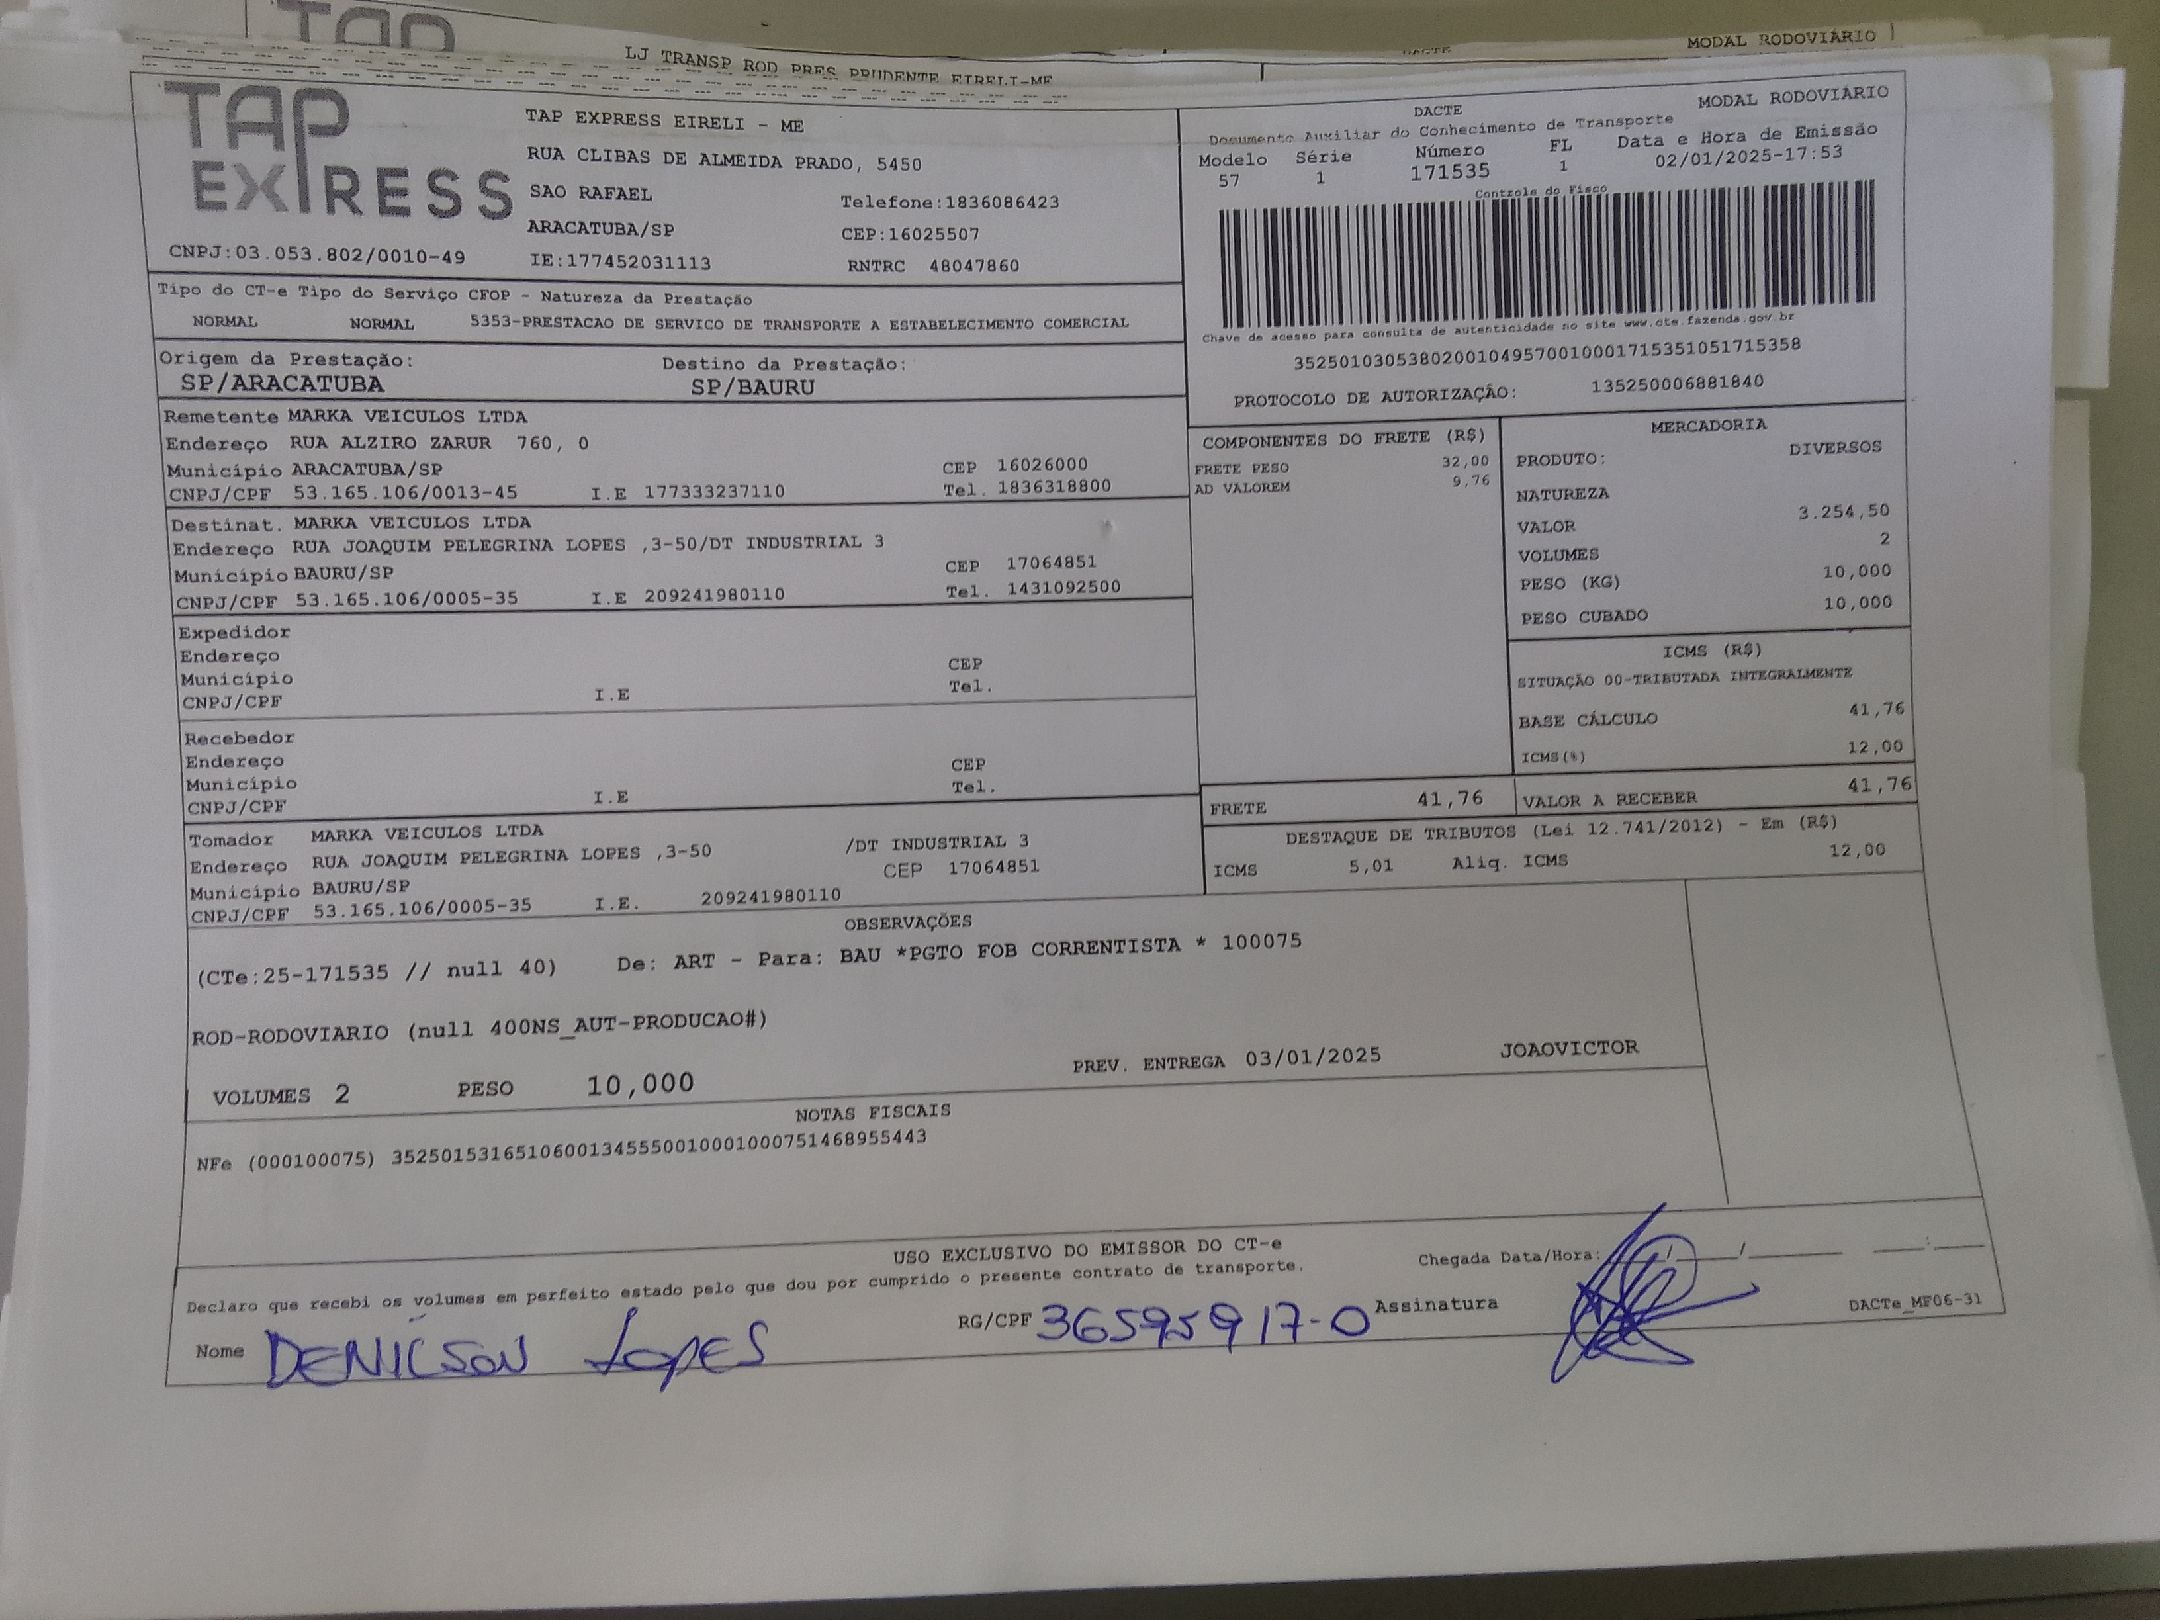 TAP
LJ TRANSP ROD PRES PRUDENTE EIRELI-ME
DACTE
MODAL RODOVIÁRIO
TAP EXPRESS
TAP EXPRESS EIRELI - ME
RUA CLIBAS DE ALMEIDA PRADO, 5450
SAO RAFAEL
Telefone:1836086423
ARACATUBA/SP
CEP:16025507
CNPJ:03.053.802/0010-49
IE:177452031113
RNTRC 48047860
DACTE
MODAL RODOVIÁRIO
Documento Auxiliar do Conhecimento de Transporte
Modelo Série Número FL Data e Hora de Emissão
57 1 171535 1 02/01/2025-17:53
Controle do Fisco
Chave de acesso para consulta de autenticidade no site www.cte.fazenda.gov.br
35250103053802001049570010001715351051715358
PROTOCOLO DE AUTORIZAÇÃO: 135250006881840
Tipo do CT-e Tipo do Serviço CFOP - Natureza da Prestação
NORMAL NORMAL 5353-PRESTACAO DE SERVICO DE TRANSPORTE A ESTABELECIMENTO COMERCIAL
Origem da Prestação: Destino da Prestação:
SP/ARACATUBA SP/BAURU
Remetente MARKA VEICULOS LTDA
Endereço RUA ALZIRO ZARUR 760, 0
Município ARACATUBA/SP CEP 16026000
CNPJ/CPF 53.165.106/0013-45 I.E 177333237110 Tel. 1836318800
Destinat. MARKA VEICULOS LTDA
Endereço RUA JOAQUIM PELEGRINA LOPES ,3-50/DT INDUSTRIAL 3
Município BAURU/SP CEP 17064851
CNPJ/CPF 53.165.106/0005-35 I.E 209241980110 Tel. 1431092500
Expedidor
Endereço
Município CEP
CNPJ/CPF I.E Tel.
Recebedor
Endereço
Município CEP
CNPJ/CPF I.E Tel.
Tomador MARKA VEICULOS LTDA
Endereço RUA JOAQUIM PELEGRINA LOPES ,3-50 /DT INDUSTRIAL 3
Município BAURU/SP CEP 17064851
CNPJ/CPF 53.165.106/0005-35 I.E. 209241980110
COMPONENTES DO FRETE (R$)
FRETE PESO 32,00
AD VALOREM 9,76
MERCADORIA
PRODUTO: DIVERSOS
NATUREZA
VALOR 3.254,50
VOLUMES 2
PESO (KG) 10,000
PESO CUBADO 10,000
ICMS (R$)
SITUAÇÃO 00-TRIBUTADA INTEGRALMENTE
BASE CÁLCULO 41,76
ICMS(%) 12,00
FRETE 41,76 VALOR A RECEBER 41,76
DESTAQUE DE TRIBUTOS (Lei 12.741/2012) - Em (R$)
ICMS 5,01 Aliq. ICMS 12,00
OBSERVAÇÕES
(CTe:25-171535 // null 40) De: ART - Para: BAU *PGTO FOB CORRENTISTA * 100075
ROD-RODOVIARIO (null 400NS_AUT-PRODUCAO#)
PREV. ENTREGA 03/01/2025 JOAOVICTOR
VOLUMES 2 PESO 10,000
NOTAS FISCAIS
NFe (000100075) 35250153165106001345550010001000751468955443
USO EXCLUSIVO DO EMISSOR DO CT-e
Chegada Data/Hora: / / :
Declaro que recebi os volumes em perfeito estado pelo que dou por cumprido o presente contrato de transporte.
Nome DENILSON LOPES RG/CPF 36595917-0 Assinatura
DACTe_MF06-31